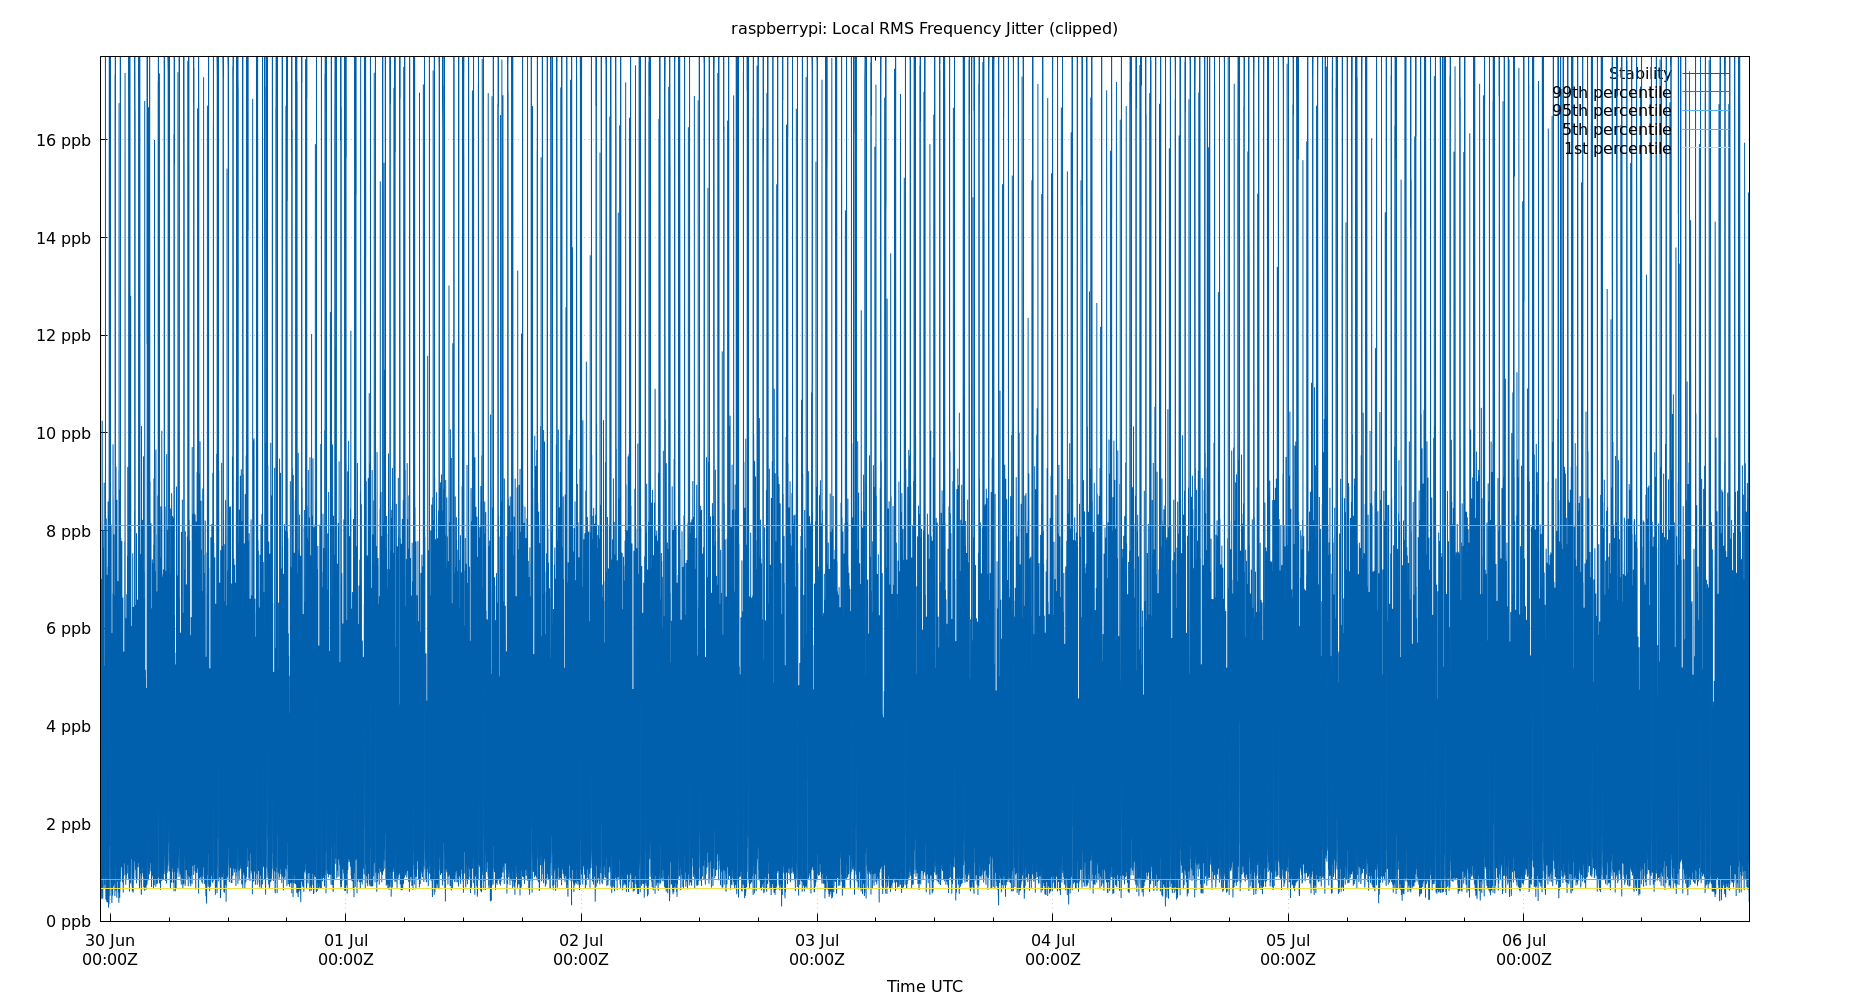 raspberrypi: Local RMS Frequency Jitter (clipped)
Stability
99th percentile
95th percentile
5th percentile
1st percentile
16 ppb
14 ppb
12 ppb
10 ppb
8 ppb
6 ppb
4 ppb
2 ppb
0 ppb
30 Jun 01 Jul 02 Jul 03 Jul 04 Jul 05 Jul 06 Jul
00:00Z 00:00Z 00:00Z 00:00Z 00:00Z 00:00Z 00:00Z
Time UTC